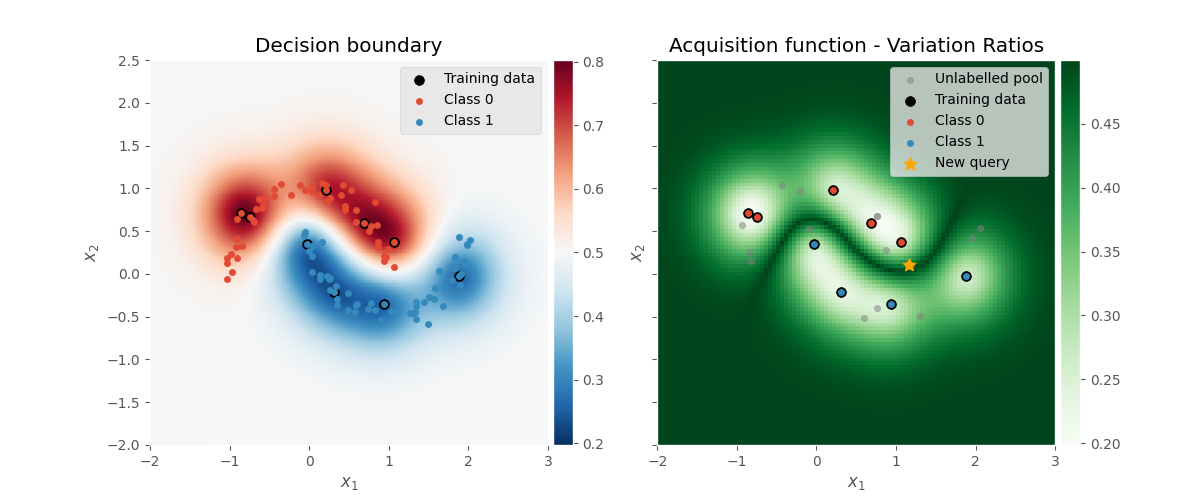 Decision boundary
2.5
2.0
1.5
1.0
0.5
0.0
−0.5
−1.0
−1.5
−2.0
x₂
−2
−1
0
1
2
3
x₁
Training data
Class 0
Class 1
0.8
0.7
0.6
0.5
0.4
0.3
0.2
Acquisition function - Variation Ratios
x₂
−2
−1
0
1
2
3
x₁
Unlabelled pool
Training data
Class 0
Class 1
New query
0.45
0.40
0.35
0.30
0.25
0.20